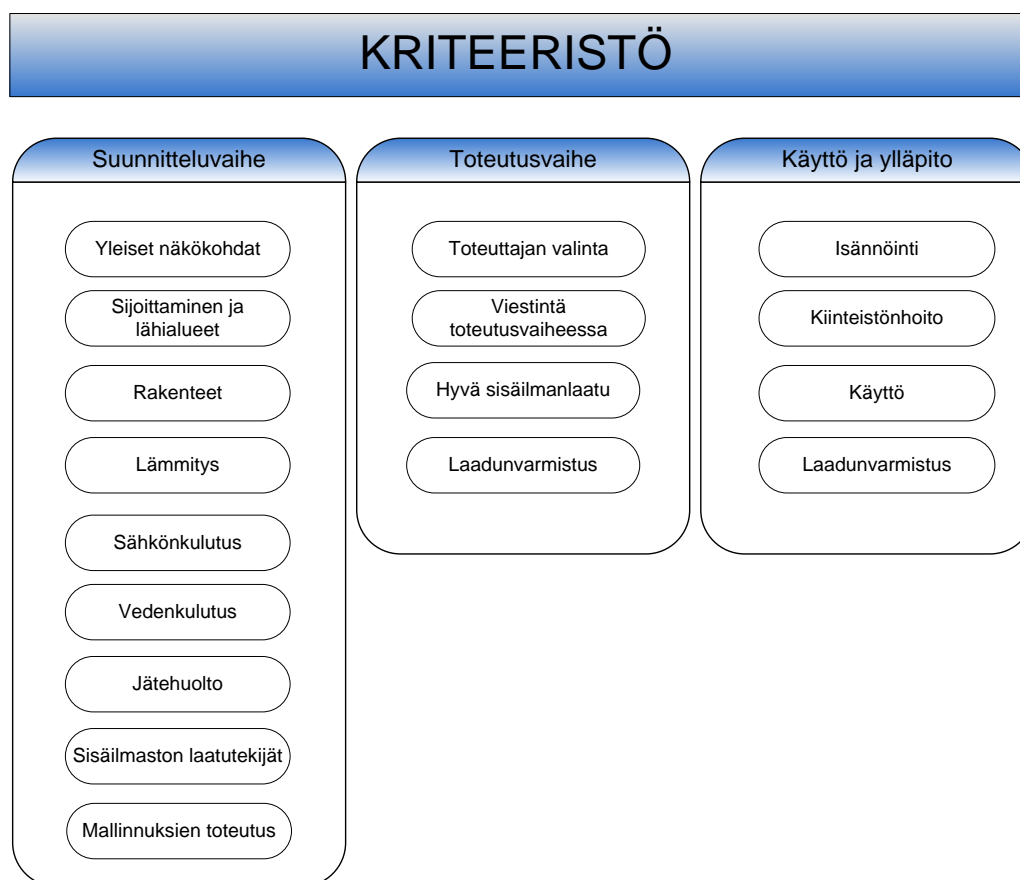 KRITEERISTÖ
Suunnitteluvaihe
Yleiset näkökohdat
Sijoittaminen ja
lähialueet
Rakenteet
Lämmitys
Sähkönkulutus
Vedenkulutus
Jätehuolto
Sisäilmaston laatutekijät
Mallinnuksien toteutus
Toteutusvaihe
Toteuttajan valinta
Viestintä
toteutusvaiheessa
Hyvä sisäilmanlaatu
Laadunvarmistus
Käyttö ja ylläpito
Isännöinti
Kiinteistönhoito
Käyttö
Laadunvarmistus